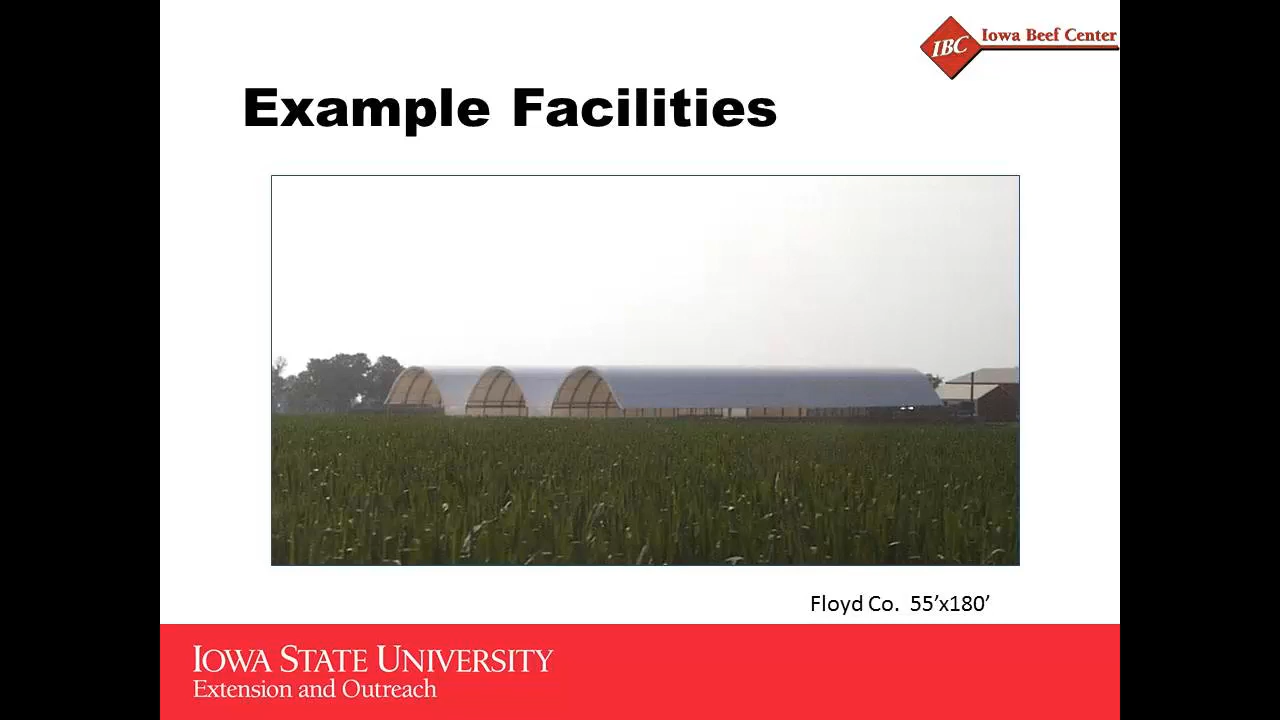 IBC Iowa Beef Center
Example Facilities
Floyd Co.  55’x180’
IOWA STATE UNIVERSITY
Extension and Outreach